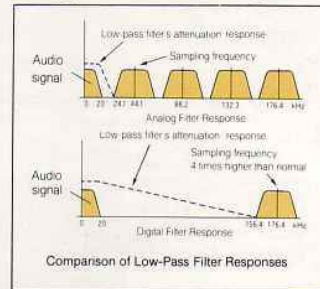 Low-pass filter's attenuation response
Sampling frequency
Audio
signal
0 20 24.1 44.1 88.2 132.3 176.4 kHz
Analog Filter Response
Low-pass filter's attenuation response
Sampling frequency
4 times higher than normal
Audio
signal
0 20 156.4 176.4 kHz
Digital Filter Response
Comparison of Low-Pass Filter Responses